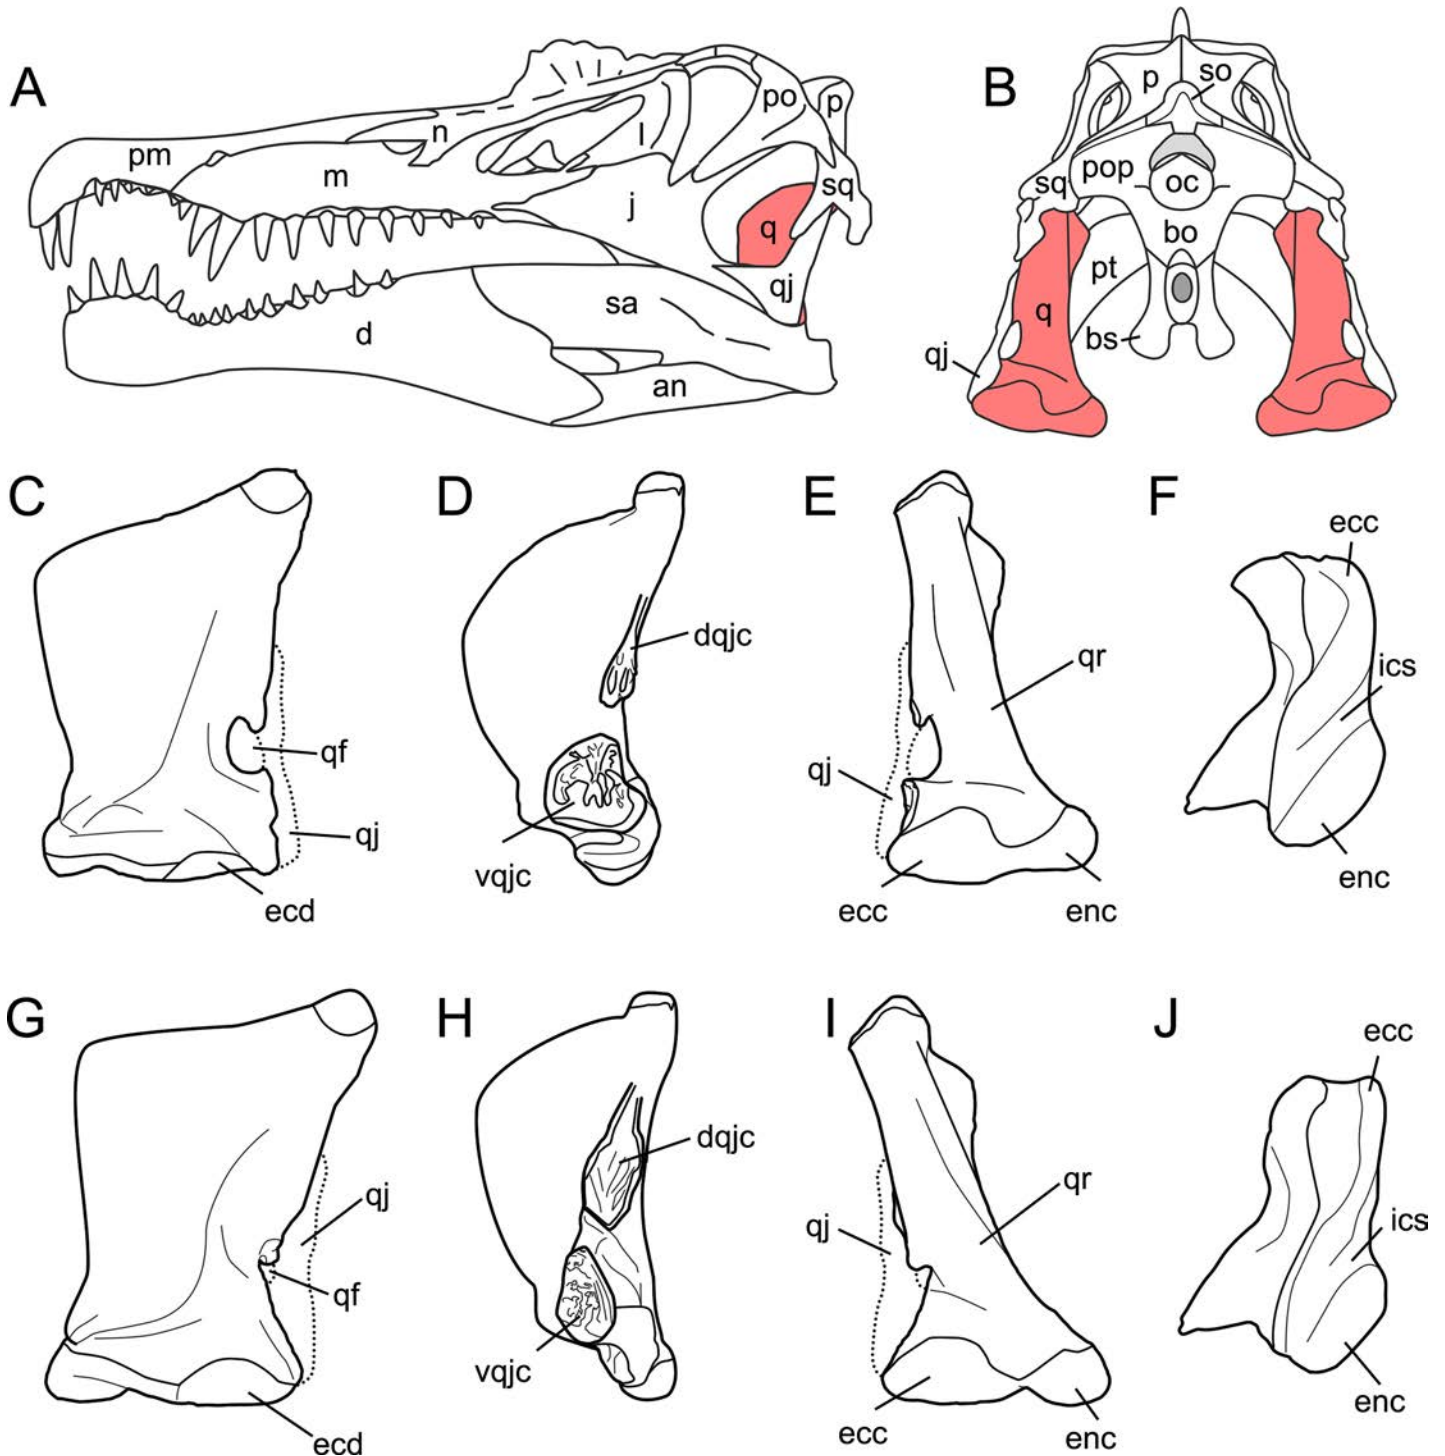 A
pm
m
n
l
j
po
p
sq
q
qj
sa
d
an
B
p
so
sq
pop
oc
bo
pt
q
bs
qj
C
qf
qj
ecd
D
dqjc
vqjc
E
qr
qj
ecc
enc
F
ecc
ics
enc
G
qj
qf
ecd
H
dqjc
vqjc
I
qr
qj
ecc
enc
J
ecc
ics
enc